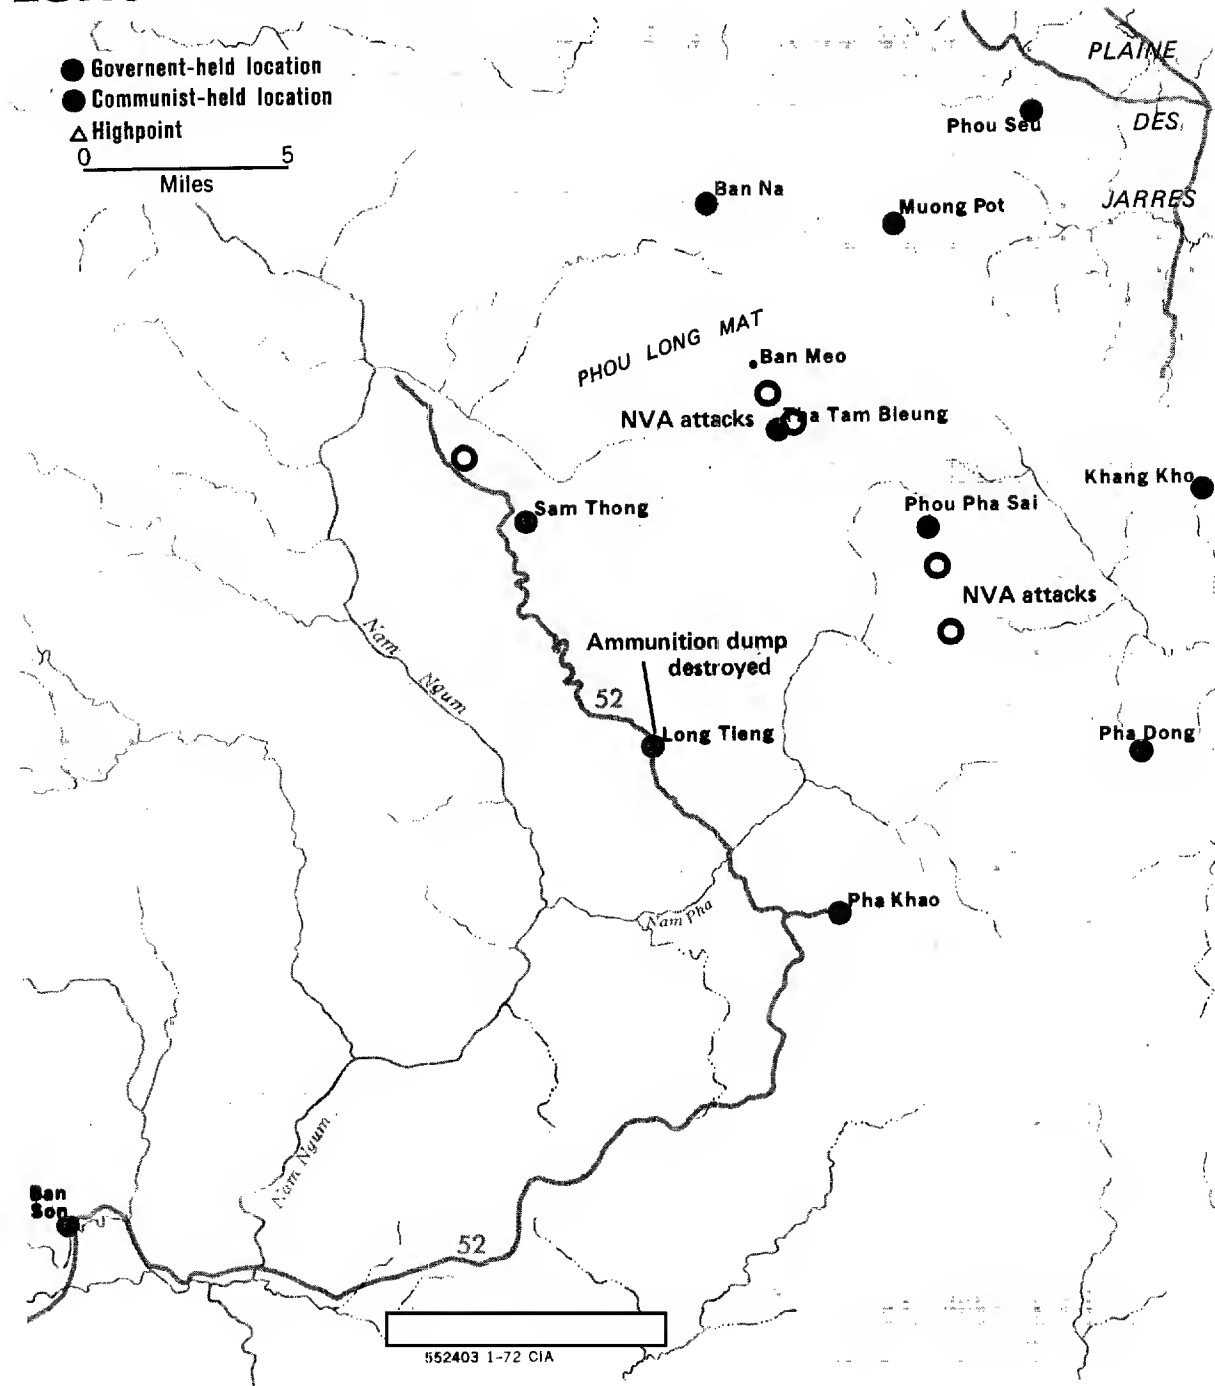 Governent-held location
Communist-held location
Highpoint
0 5
Miles
PLAINE
DES
JARRES
Phou Seu
Ban Na
Muong Pot
PHOU LONG MAT
Ban Meo
NVA attacks
Tha Tam Bleung
Khang Kho
Phou Pha Sai
Sam Thong
NVA attacks
Nam
Ngum
Ammunition dump
destroyed
52
Long Tieng
Pha Dong
Pha Khao
Nam Pha
Nam Ngum
Ban
Son
52
552403 1-72 CIA